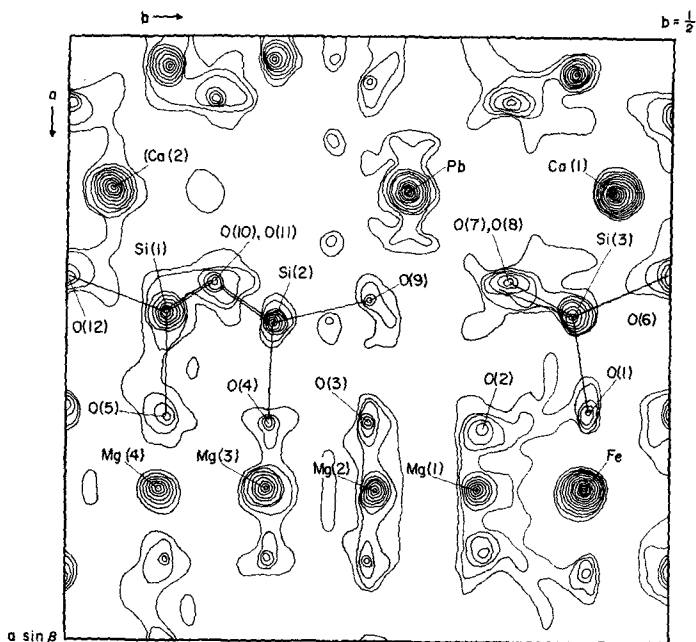 b → b = 1/2
a ↓
(Ca(2) Pb Ca(1)
Si(1) O(10), O(11) Si(2) O(9) O(7), O(8) Si(3)
O(12) O(6)
O(5) O(4) O(3) O(2) O(1)
Mg(4) Mg(3) Mg(2) Mg(1) Fe
a sin β